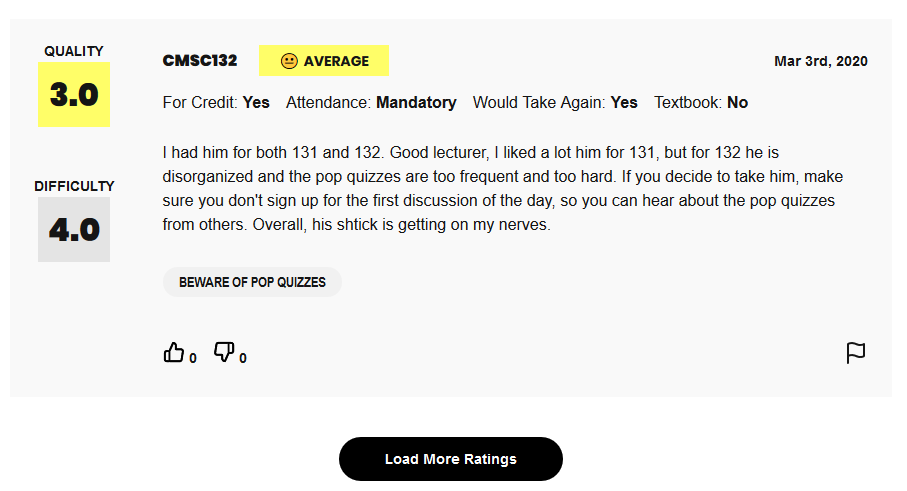 QUALITY
3.0
DIFFICULTY
4.0
CMSC132
AVERAGE
Mar 3rd, 2020
For Credit: Yes Attendance: Mandatory Would Take Again: Yes Textbook: No
I had him for both 131 and 132. Good lecturer, I liked a lot him for 131, but for 132 he is
disorganized and the pop quizzes are too frequent and too hard. If you decide to take him, make
sure you don't sign up for the first discussion of the day, so you can hear about the pop quizzes
from others. Overall, his shtick is getting on my nerves.
BEWARE OF POP QUIZZES
0 0
Load More Ratings